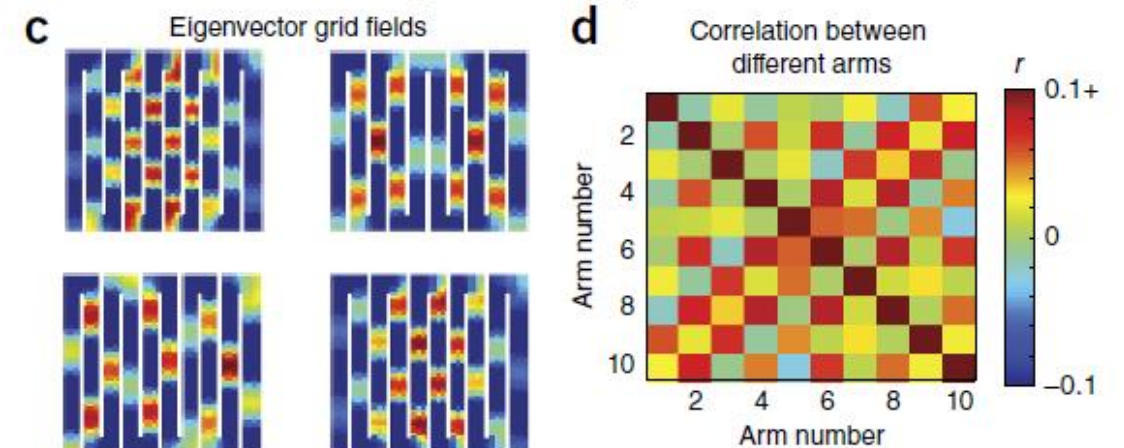 c
Eigenvector grid fields
d
Correlation between
different arms
r
0.1+
0
–0.1
Arm number
2
4
6
8
10
2 4 6 8 10
Arm number